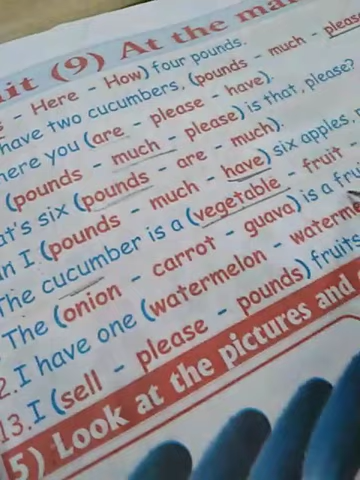 it (9) At the ma
- Here - How) four pounds.
have two cucumbers, (pounds - much - please
here you (are - please - have).
(pounds - much - please) is that, please?
at's six (pounds - are - much).
n I (pounds - much - have) six apples,
The cucumber is a (vegetable - fruit -
The (onion - carrot - guava) is a fru
2. I have one (watermelon - waterm
13. I (sell - please - pounds) fruits
5) Look at the pictures and